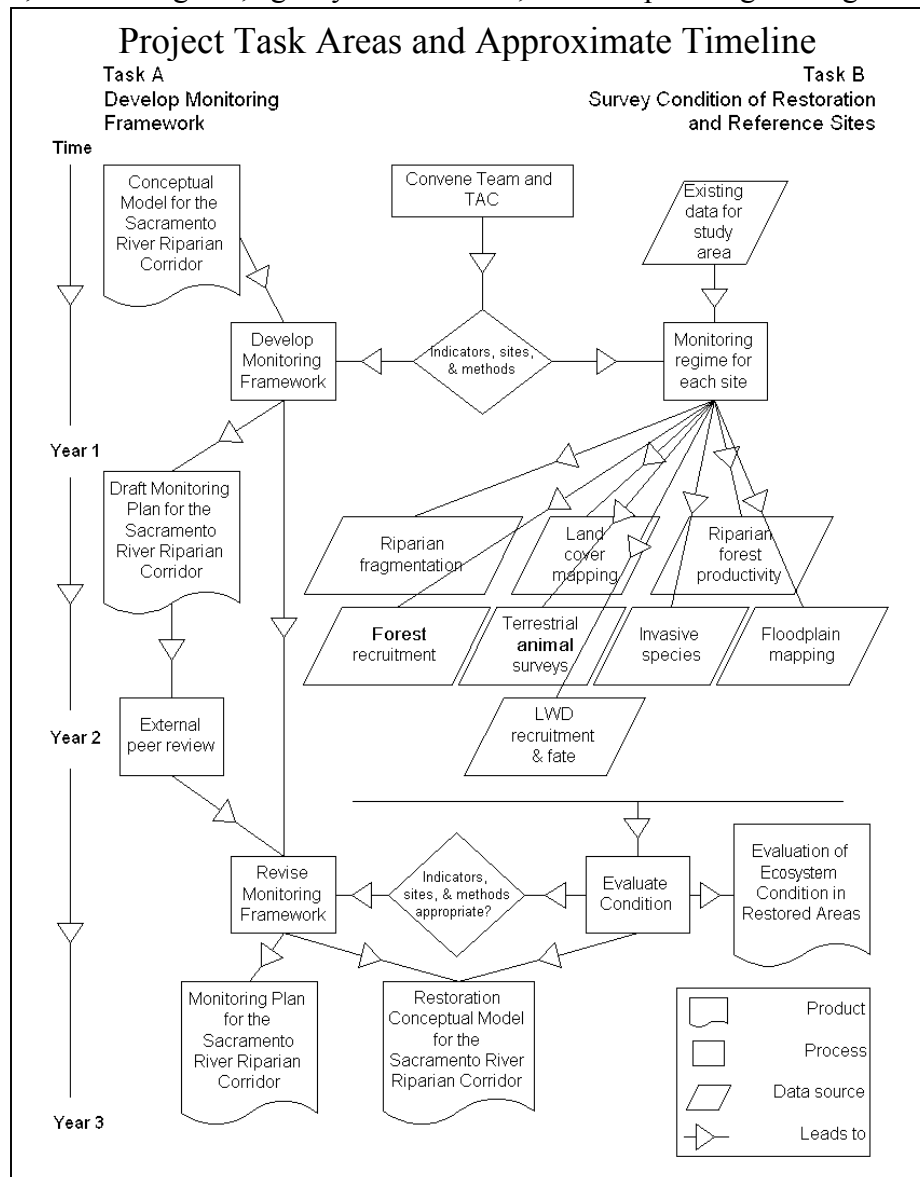 Project Task Areas and Approximate Timeline
Task A
Develop Monitoring
Framework
Task B
Survey Condition of Restoration
and Reference Sites
Time
Conceptual
Model for the
Sacramento
River Riparian
Corridor
Convene Team and
TAC
Existing
data for
study
area
Develop
Monitoring
Framework
Indicators, sites,
& methods
Monitoring
regime for
each site
Year 1
Draft Monitoring
Plan for the
Sacramento
River Riparian
Corridor
Riparian
fragmentation
Land
cover
mapping
Riparian
forest
productivity
Forest
recruitment
Terrestrial
animal
surveys
Invasive
species
Floodplain
mapping
LWD
recruitment
& fate
External
peer review
Year 2
Revise
Monitoring
Framework
Indicators,
sites, & methods
appropriate?
Evaluate
Condition
Evaluation of
Ecosystem
Condition in
Restored Areas
Monitoring Plan
for the
Sacramento
River Riparian
Corridor
Restoration
Conceptual Model
for the
Sacramento River
Riparian Corridor
Product
Process
Data source
Leads to
Year 3